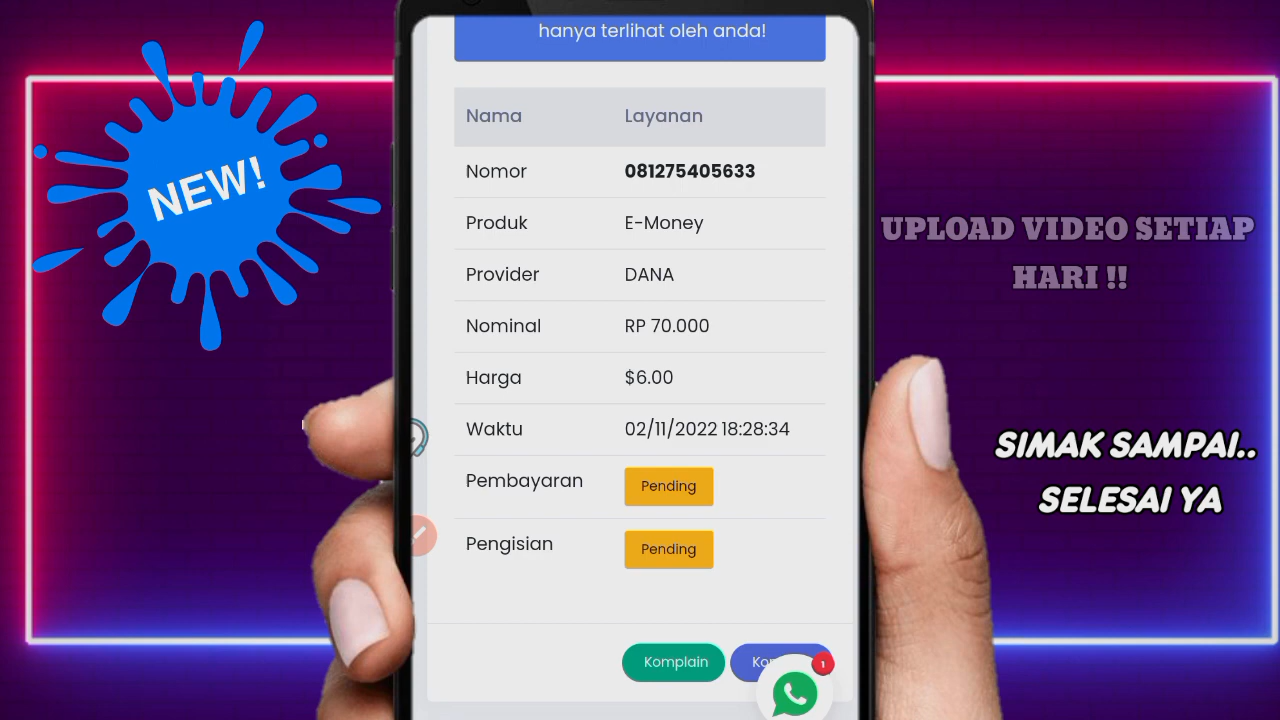 hanya terlihat oleh anda!
NEW!
Nama Layanan
Nomor 081275405633
Produk E-Money
Provider DANA
Nominal RP 70.000
Harga $6.00
Waktu 02/11/2022 18:28:34
Pembayaran Pending
Pengisian Pending
Komplain
1
UPLOAD VIDEO SETIAP
HARI !!
SIMAK SAMPAI..
SELESAI YA